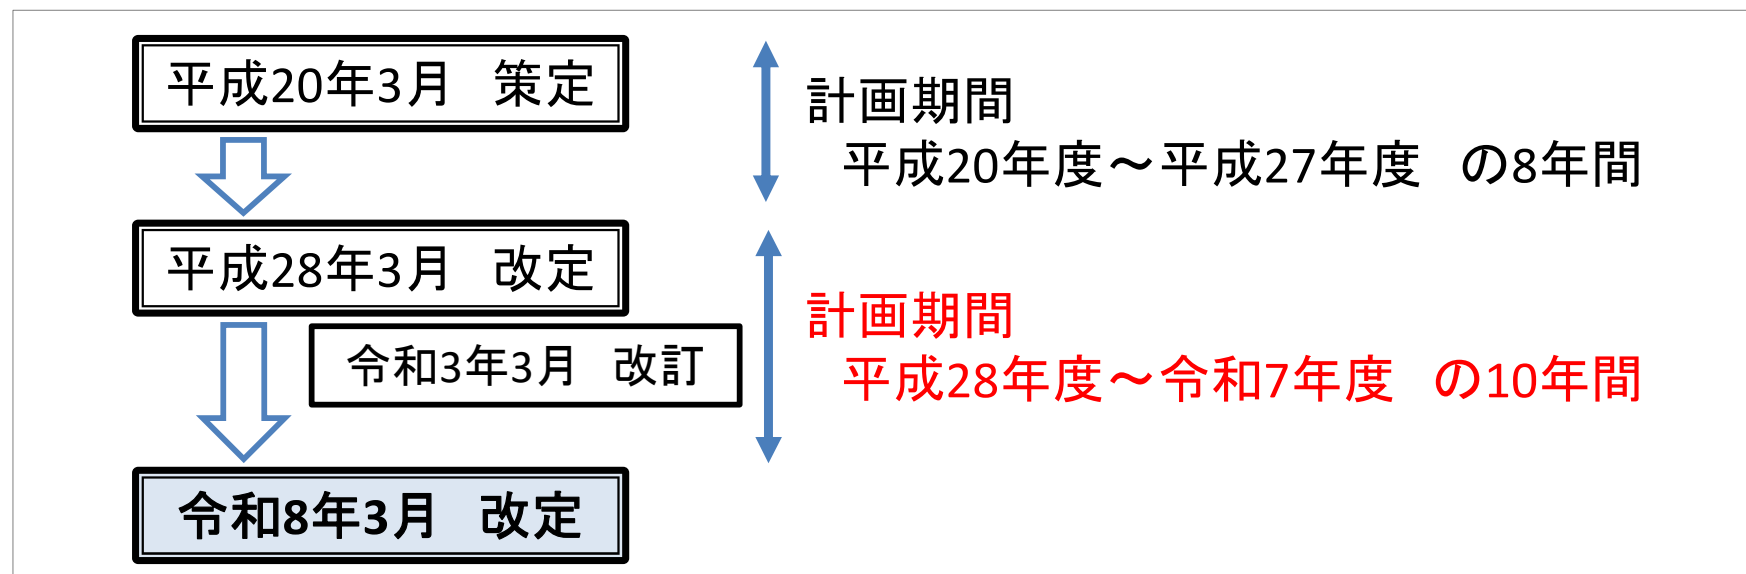 平成20年3月　策定
計画期間
平成20年度～平成27年度　の8年間
平成28年3月　改定
計画期間
平成28年度～令和7年度　の10年間
令和3年3月　改訂
令和8年3月　改定